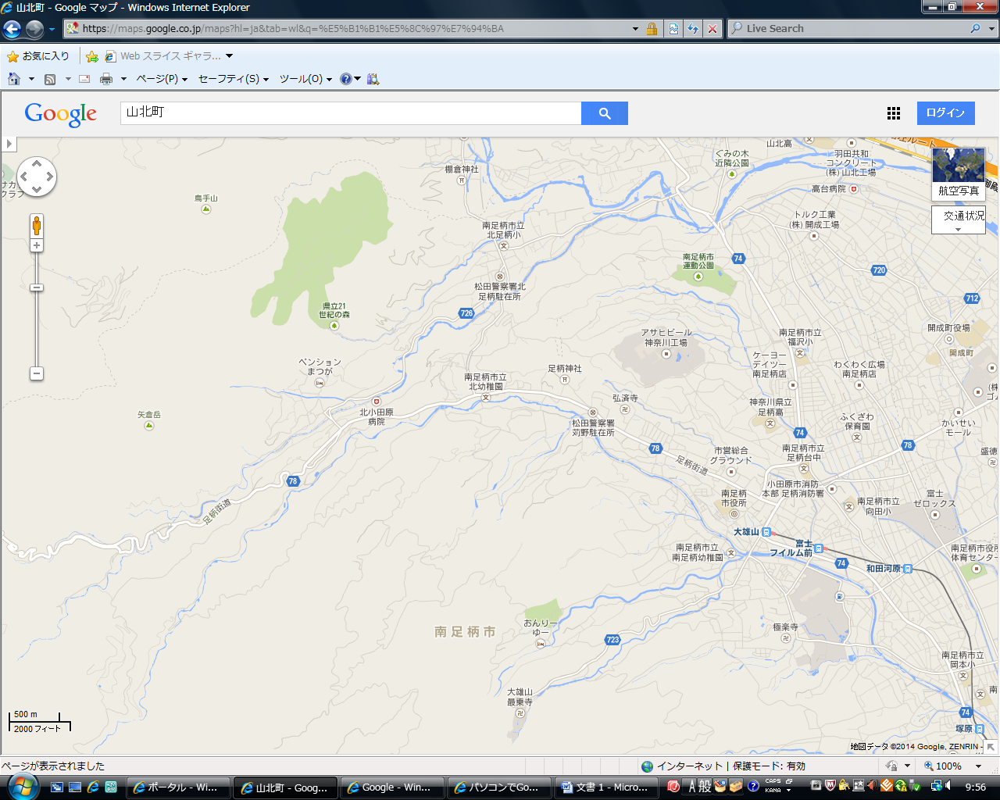 山北町 - Google マップ - Windows Internet Explorer
https://maps.google.co.jp/maps?hl=ja&tab=wl&q=%E5%B1%B1%E5%8C%97%E7%94%BA
Live Search
お気に入り
Web スライス ギャラ...
ページ(P)
セーフティ(S)
ツール(O)
Google
山北町
ログイン
山北高
ぐみの木
近隣公園
羽田共和
コンクリート
(株) 山北工場
サカ
クラブ
棚倉神社
高台病院
航空写真
鳥手山
トルク工業
(株) 開成工場
交通状況
南足柄市立
北足柄小
南足柄市
運動公園
74
720
松田警察署北
足柄駐在所
712
県立21
世紀の森
726
アサヒビール
神奈川工場
南足柄市立
福沢小
開成町役場
開成町
ケーヨー
デイツー
南足柄店
わくわく広場
南足柄店
ペンション
まつが
足柄神社
南足柄市立
北幼稚園
(株)
ゴム
弘済寺
神奈川県立
足柄高
北小田原
病院
矢倉岳
松田警察署
苅野駐在所
ふくざわ
保育園
かいせい
モール
74
78
78
足柄街道
市営総合
グラウンド
南足柄市立
足柄台中
盛徳
78
小田原市消防
本部 足柄消防署
南足柄
市役所
富士
ゼロックス
南足柄市立
向田小
足柄街道
大雄山
富士
フイルム前
南足柄市立
南足柄幼稚園
74
和田河原
南足柄市役所
体育センター
おんりー
ゆー
極楽寺
南足柄市
723
南足柄市立
岡本小
大雄山
最乗寺
南
74
塚原
500 m
2000 フィート
地図データ ©2014 Google, ZENRIN -
ページが表示されました
インターネット | 保護モード: 有効
100%
ポータル - Wi...
山北町 - Goog...
Google - Win...
パソコンでGo...
文書 1 - Micro...
A 般
CAPS
KANA
9:56